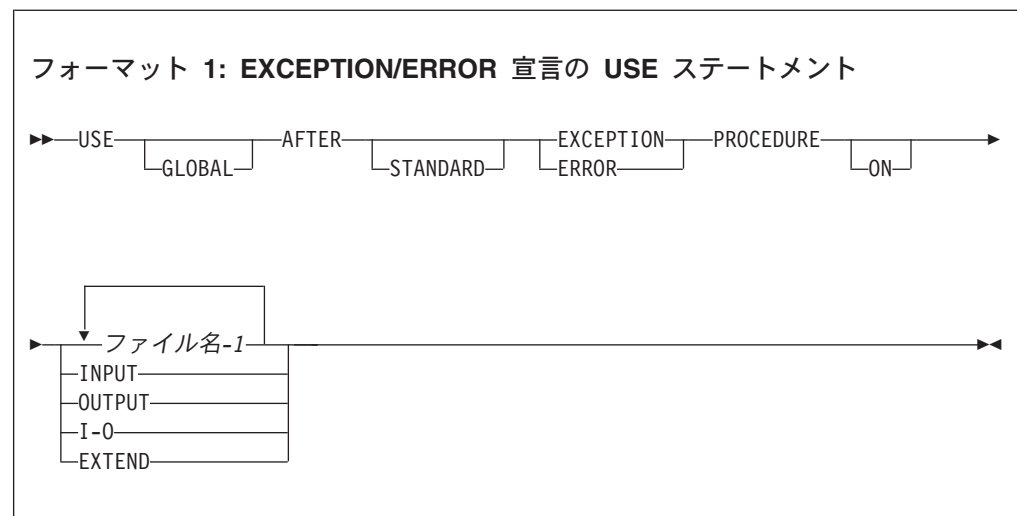 フォーマット 1: EXCEPTION/ERROR 宣言の USE ステートメント
USE AFTER EXCEPTION PROCEDURE
GLOBAL STANDARD ERROR ON
ファイル名-1
INPUT
OUTPUT
I-O
EXTEND